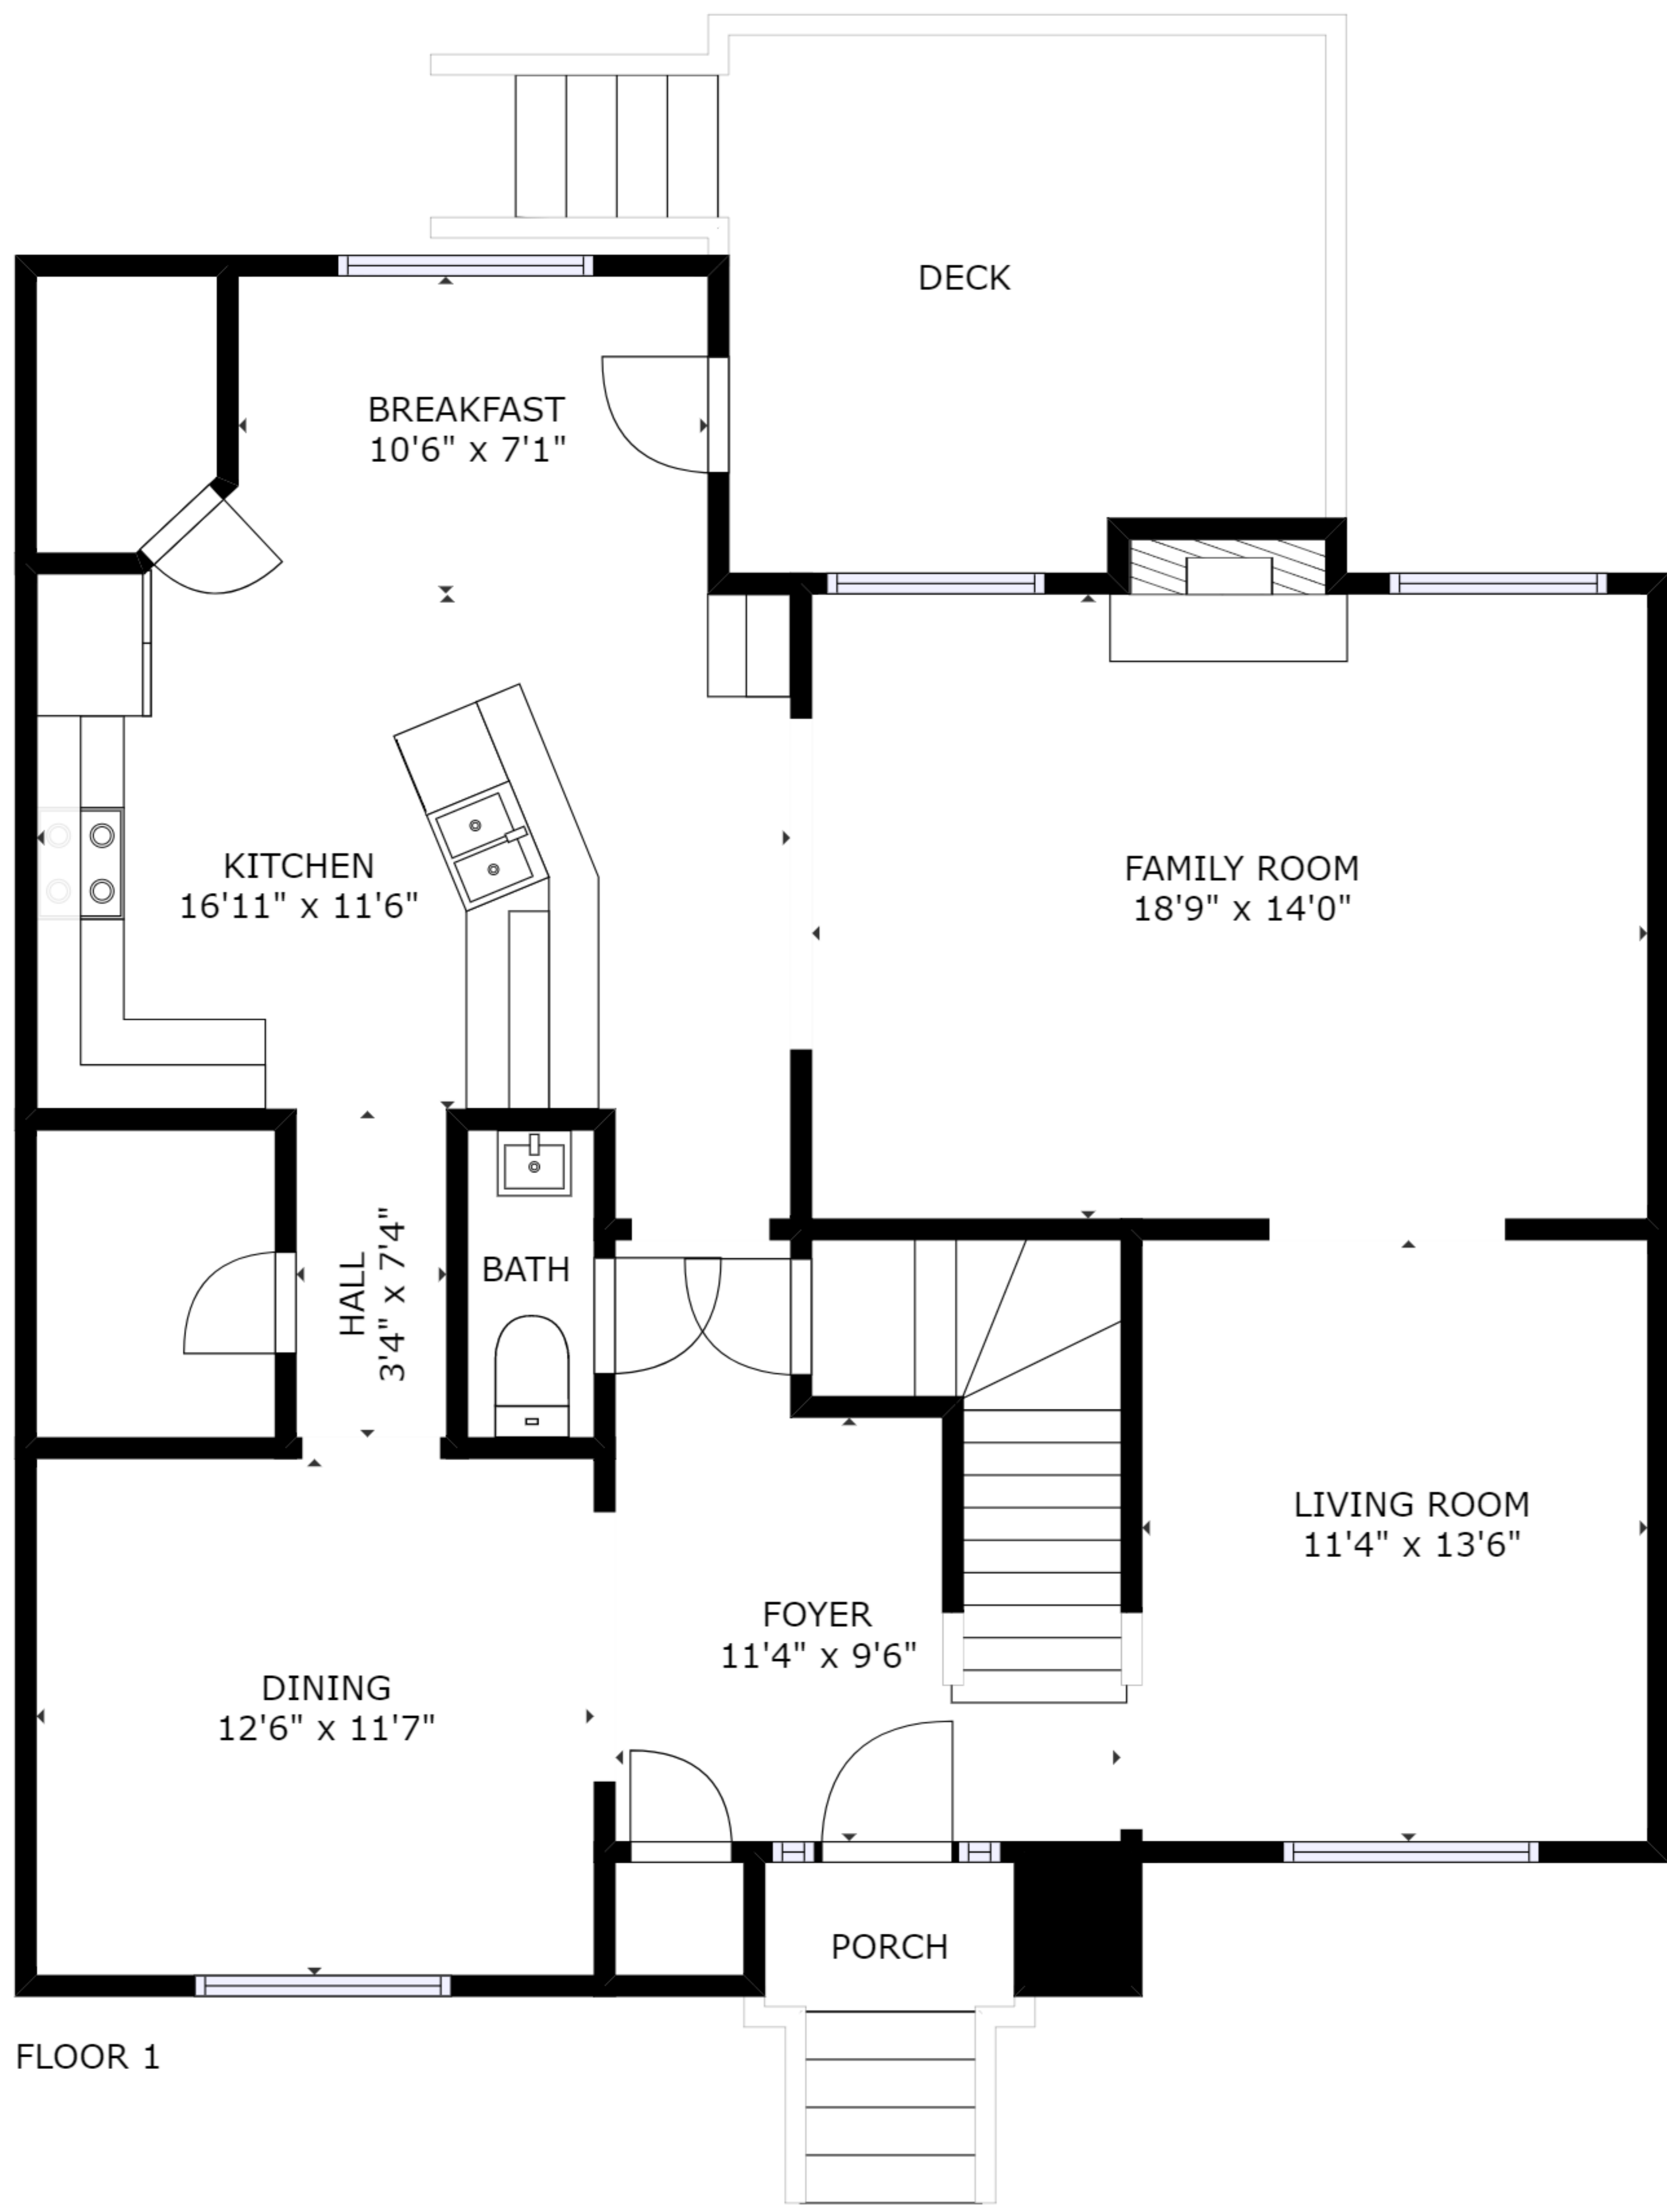 DECK
BREAKFAST
10'6" x 7'1"
KITCHEN
16'11" x 11'6"
FAMILY ROOM
18'9" x 14'0"
HALL
3'4" x 7'4"
BATH
LIVING ROOM
11'4" x 13'6"
FOYER
11'4" x 9'6"
DINING
12'6" x 11'7"
PORCH
FLOOR 1